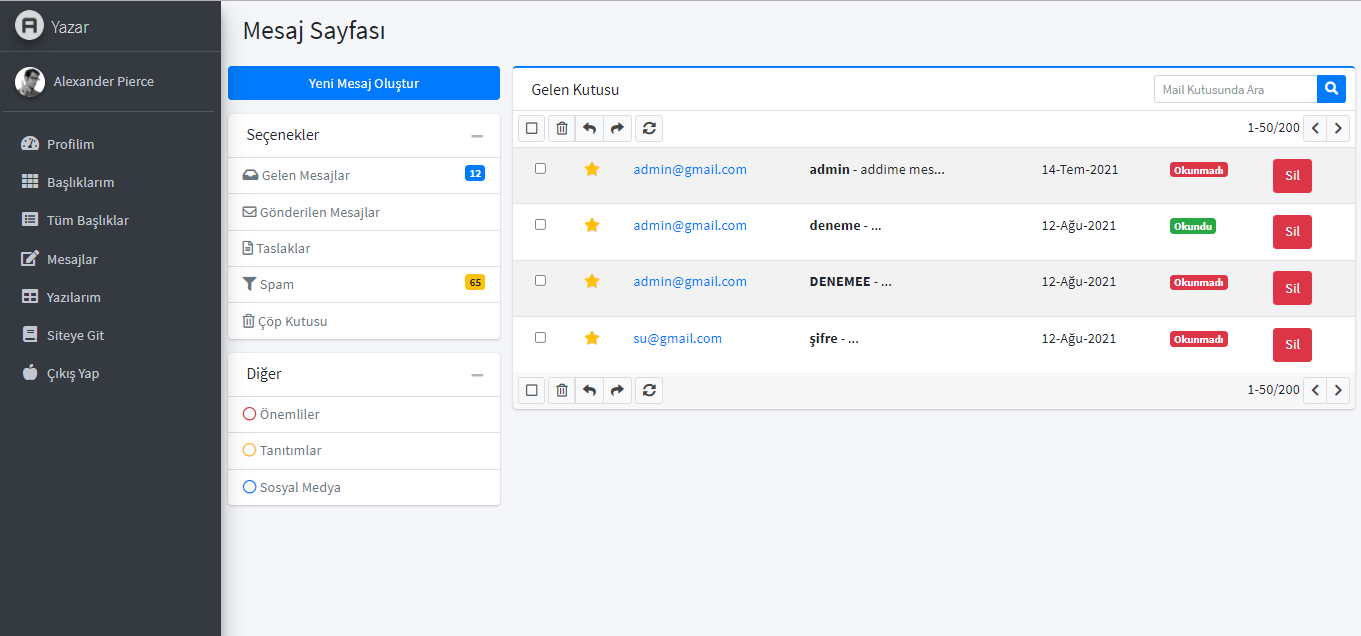 Yazar
Alexander Pierce
Profilim
Başlıklarım
Tüm Başlıklar
Mesajlar
Yazılarım
Siteye Git
Çıkış Yap
Mesaj Sayfası
Yeni Mesaj Oluştur
Seçenekler
Gelen Mesajlar 12
Gönderilen Mesajlar
Taslaklar
Spam 65
Çöp Kutusu
Diğer
Önemliler
Tanıtımlar
Sosyal Medya
Gelen Kutusu
Mail Kutusunda Ara
1-50/200
admin@gmail.com admin - addime mes... 14-Tem-2021 Okunmadı Sil
admin@gmail.com deneme - ... 12-Ağu-2021 Okundu Sil
admin@gmail.com DENEMEE - ... 12-Ağu-2021 Okunmadı Sil
su@gmail.com şifre - ... 12-Ağu-2021 Okunmadı Sil
1-50/200